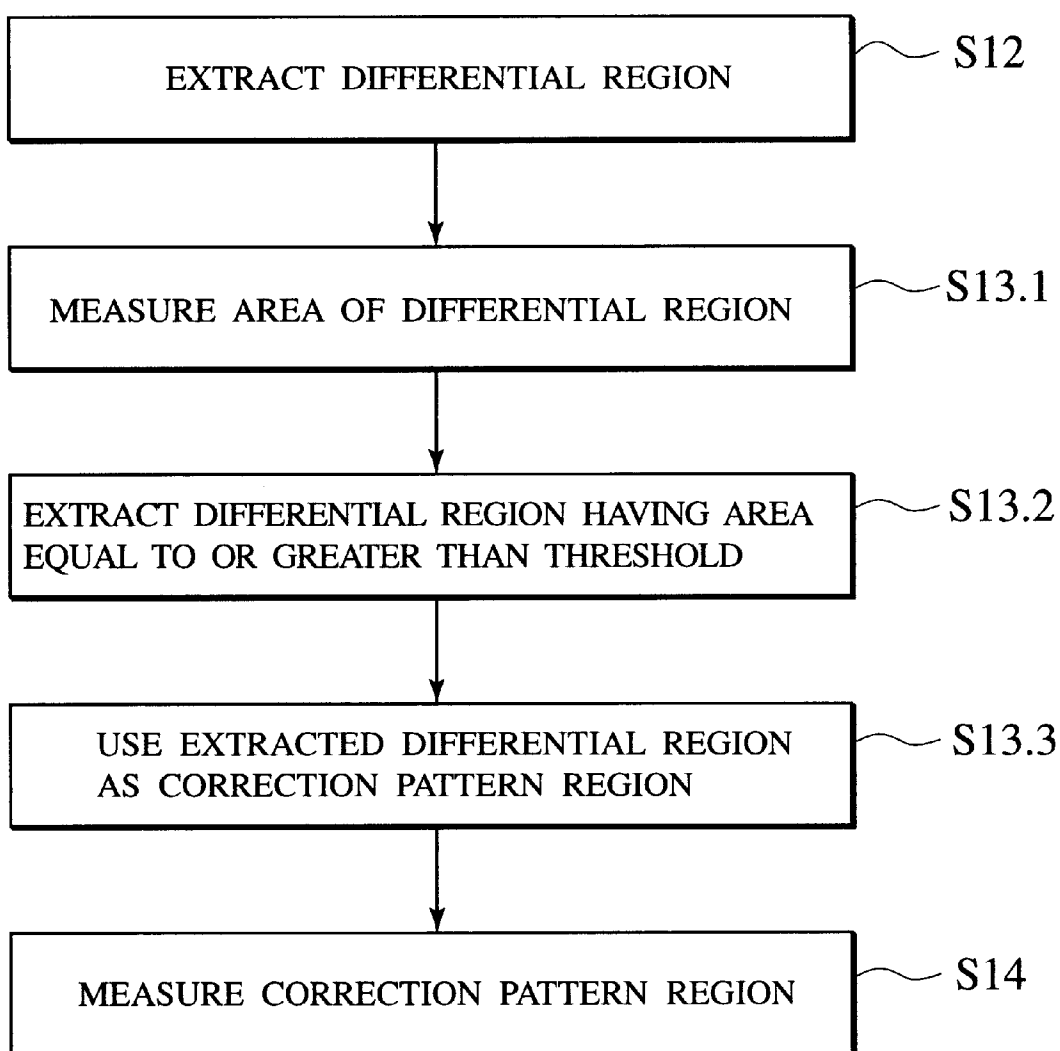 EXTRACT DIFFERENTIAL REGION
S12
MEASURE AREA OF DIFFERENTIAL REGION
S13.1
EXTRACT DIFFERENTIAL REGION HAVING AREA
EQUAL TO OR GREATER THAN THRESHOLD
S13.2
USE EXTRACTED DIFFERENTIAL REGION
AS CORRECTION PATTERN REGION
S13.3
MEASURE CORRECTION PATTERN REGION
S14